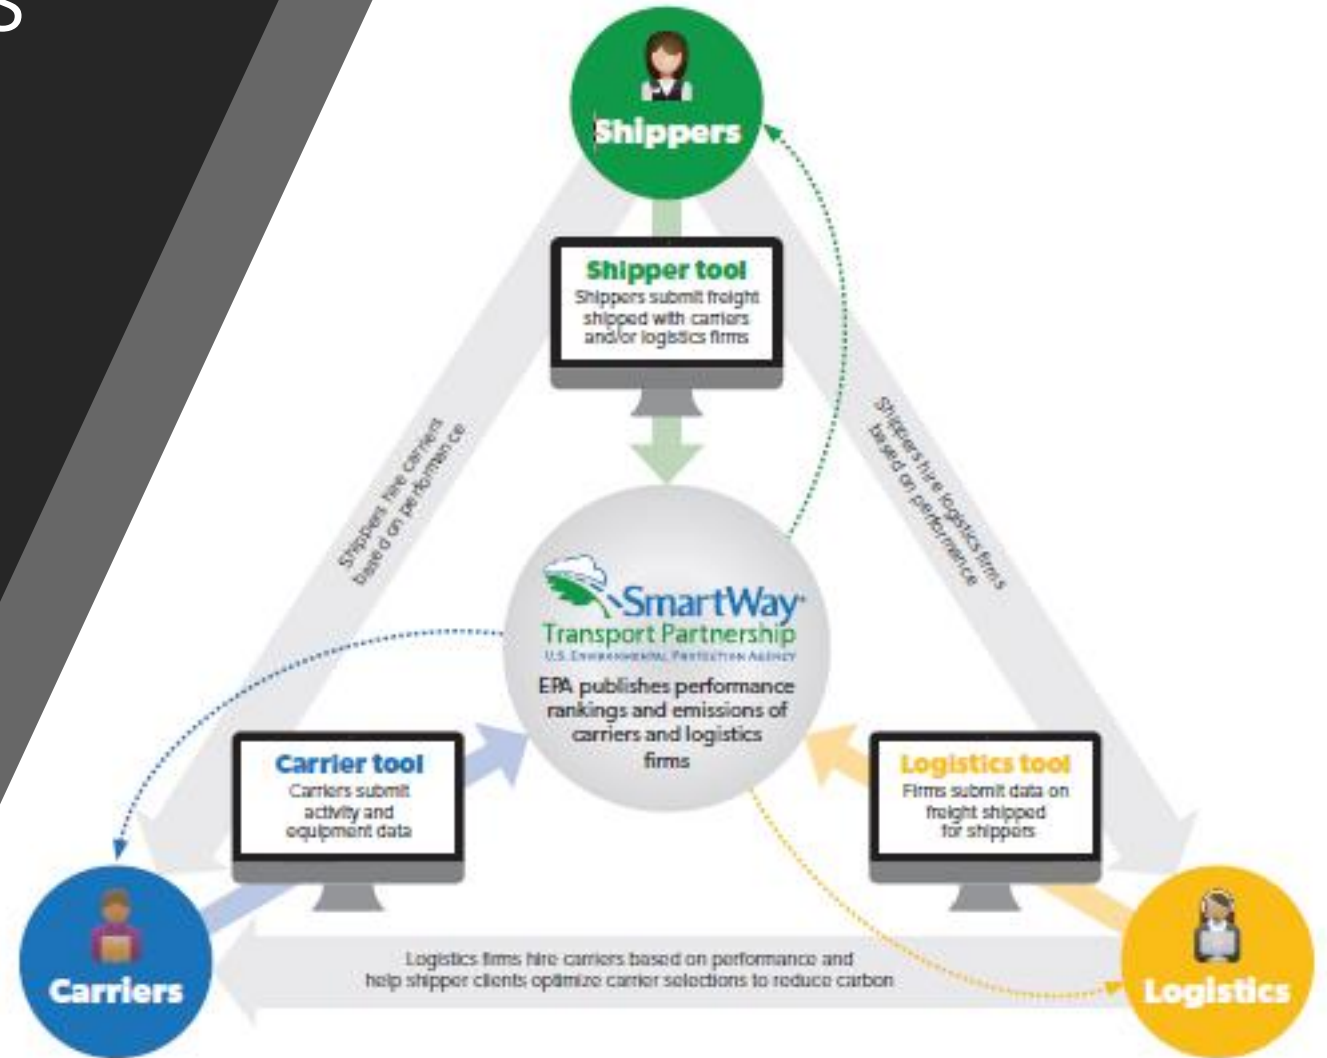 s
Shippers
Shipper tool
Shippers submit freight
shipped with carriers
and/or logistics firms
Shippers hire carriers
based on performance
Shippers hire logistics firms
based on performance
SmartWay
Transport Partnership
U.S. ENVIRONMENTAL PROTECTION AGENCY
EPA publishes performance
rankings and emissions of
carriers and logistics
firms
Carrier tool
Carriers submit
activity and
equipment data
Logistics tool
Firms submit data on
freight shipped
for shippers
Logistics firms hire carriers based on performance and
help shipper clients optimize carrier selections to reduce carbon
Carriers
Logistics